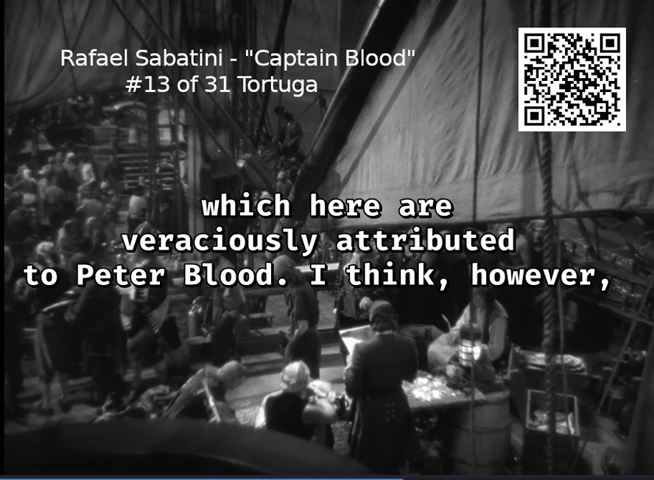 Rafael Sabatini - "Captain Blood"
#13 of 31 Tortuga
which here are
veraciously attributed
to Peter Blood. I think, however,